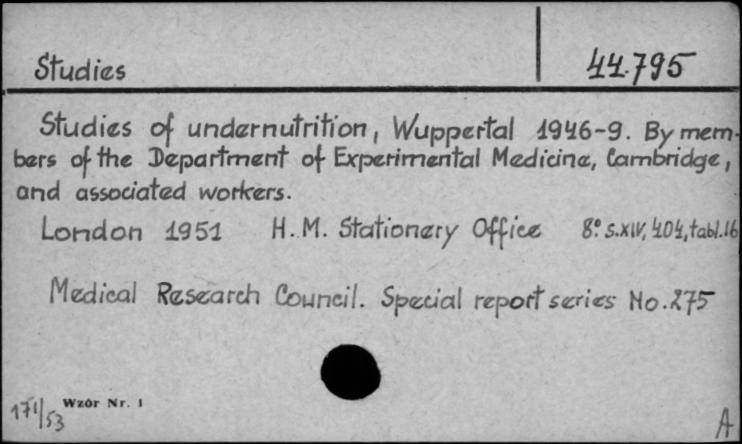 Studies 44.795
Studies of undernutrition, Wuppertal 1946-9. By mem-
bers of the Department of Experimental Medicine, Cambridge,
and associated workers.
London 1951 H.M. Stationery Office 8° s.XIV, 404, tabl.16
Medical Research Council. Special report series No.275
171/53 Wzór Nr. 1
A